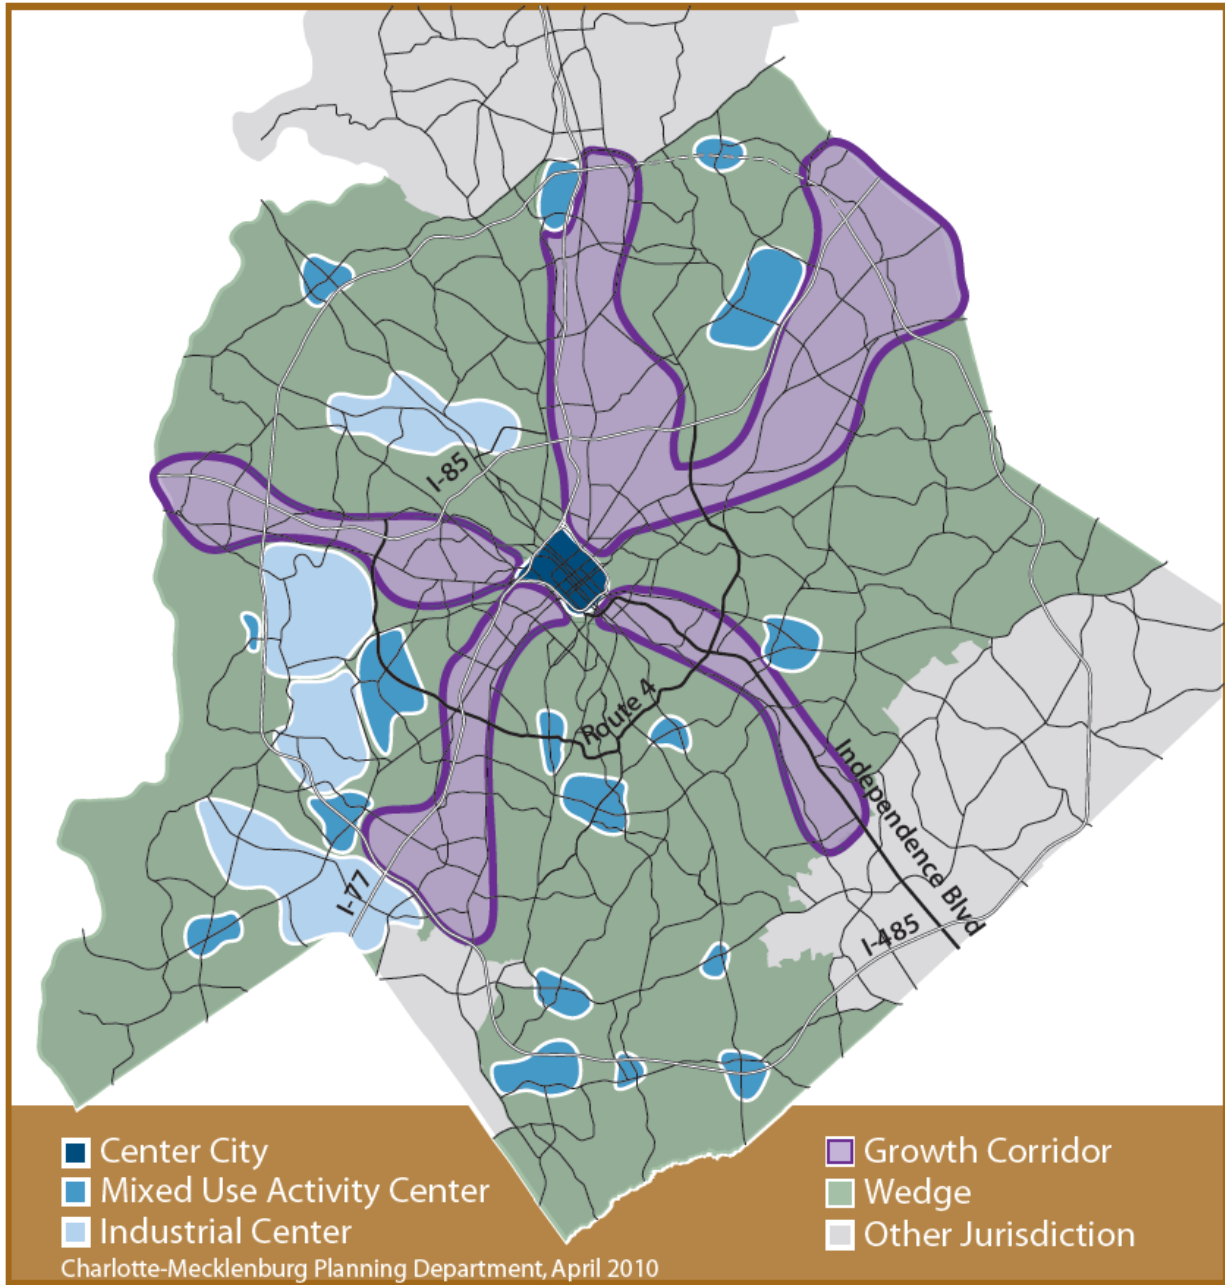 I-85
Route 4
Independence Blvd
I-77
I-485
Center City
Mixed Use Activity Center
Industrial Center
Growth Corridor
Wedge
Other Jurisdiction
Charlotte-Mecklenburg Planning Department, April 2010